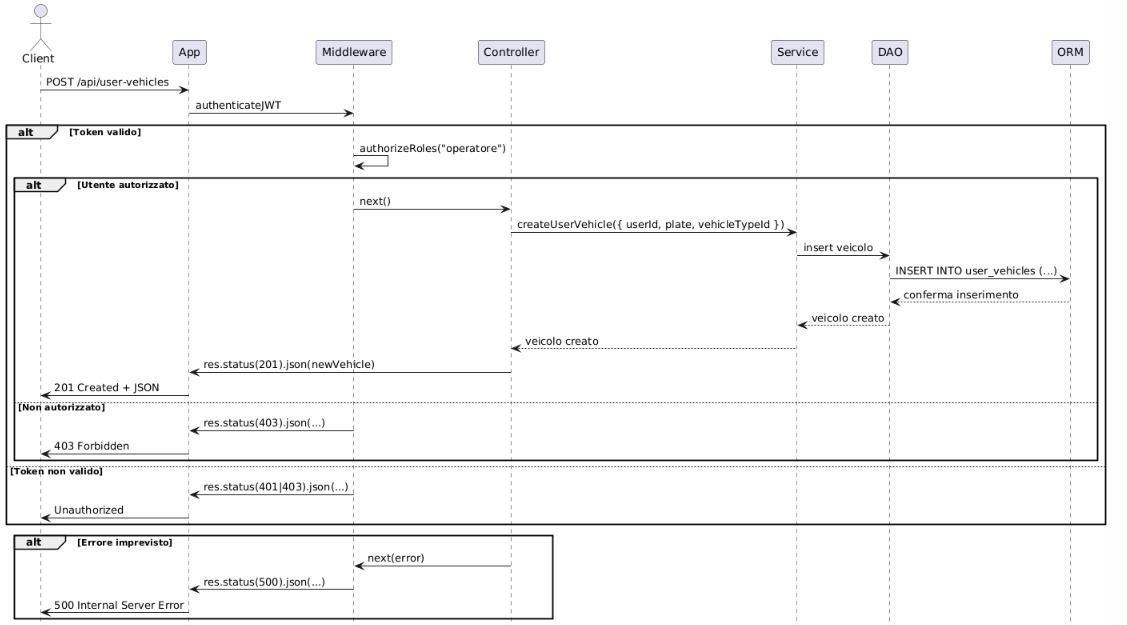 Client
App
Middleware
Controller
Service
DAO
ORM
POST /api/user-vehicles
authenticateJWT
alt [Token valido]
authorizeRoles("operatore")
alt [Utente autorizzato]
next()
createUserVehicle({ userId, plate, vehicleTypeId })
insert veicolo
INSERT INTO user_vehicles (...)
conferma inserimento
veicolo creato
veicolo creato
res.status(201).json(newVehicle)
201 Created + JSON
[Non autorizzato]
res.status(403).json(...)
403 Forbidden
[Token non valido]
res.status(401|403).json(...)
Unauthorized
alt [Errore imprevisto]
next(error)
res.status(500).json(...)
500 Internal Server Error